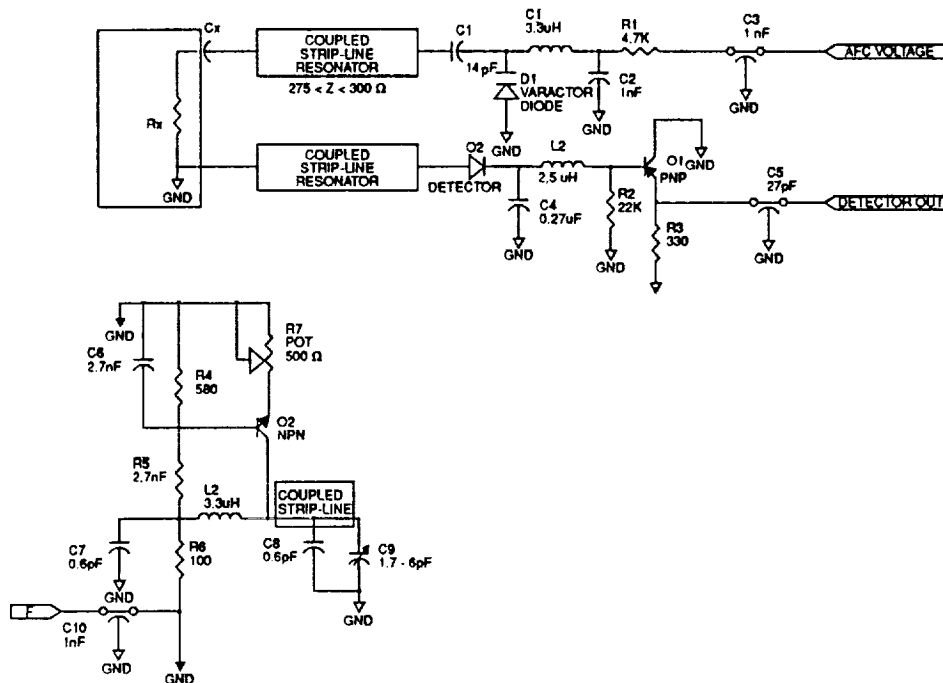 Cx
COUPLED
STRIP-LINE
RESONATOR
275 < Z < 300 Ω
C1
14pF
C1
3.3uH
R1
4.7K
C3
1 nF
AFC VOLTAGE
D1
VARACTOR
DIODE
C2
1nF
GND
GND
GND
Rx
GND
COUPLED
STRIP-LINE
RESONATOR
O2
DETECTOR
L2
2,5 uH
O1
PNP
GND
C5
27pF
DETECTOR OUT
C4
0.27uF
GND
R2
22K
GND
R3
330
GND
GND
C6
2.7nF
R4
580
R7
POT
500 Ω
O2
NPN
R5
2.7nF
L2
3.3uH
COUPLED
STRIP-LINE
C7
0.6pF
GND
R6
100
C8
0.6pF
C9
1.7 - 6pF
GND
F
C10
1nF
GND
GND